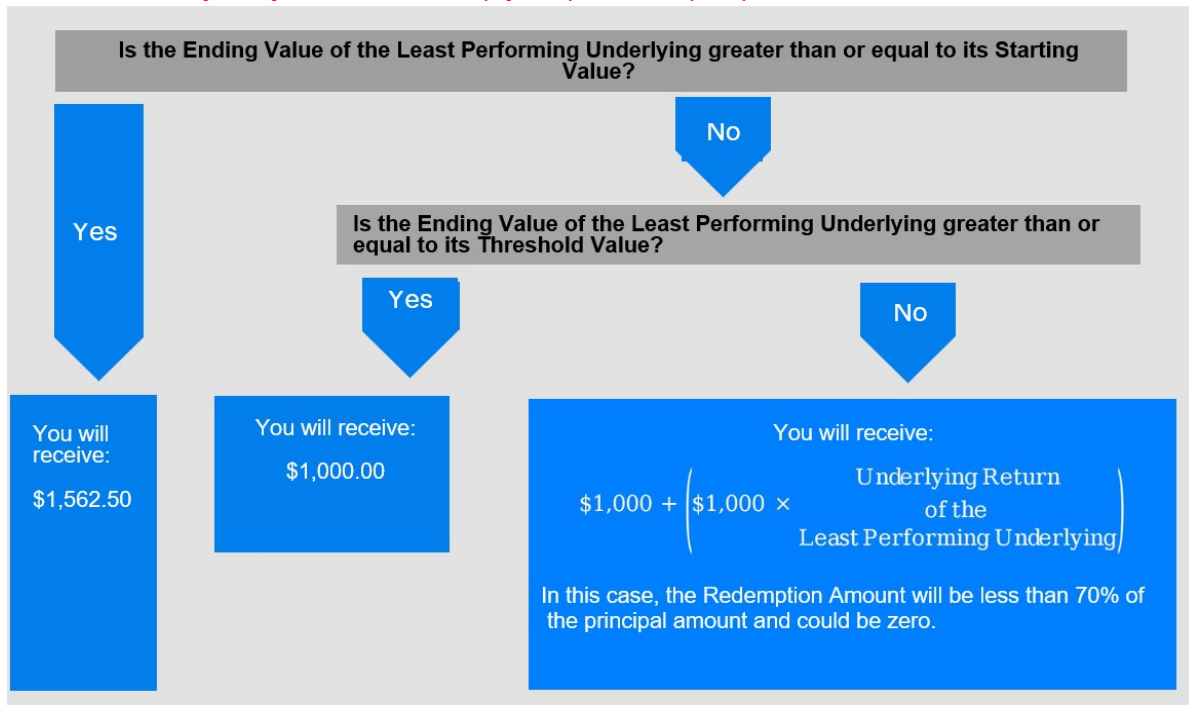 Is the Ending Value of the Least Performing Underlying greater than or equal to its Starting
Value?
No
Yes
Is the Ending Value of the Least Performing Underlying greater than or
equal to its Threshold Value?
Yes
No
You will
receive:
$1,562.50
You will receive:
$1,000.00
You will receive:
$1,000 + ($1,000 × Underlying Return
of the
Least Performing Underlying)
In this case, the Redemption Amount will be less than 70% of
the principal amount and could be zero.